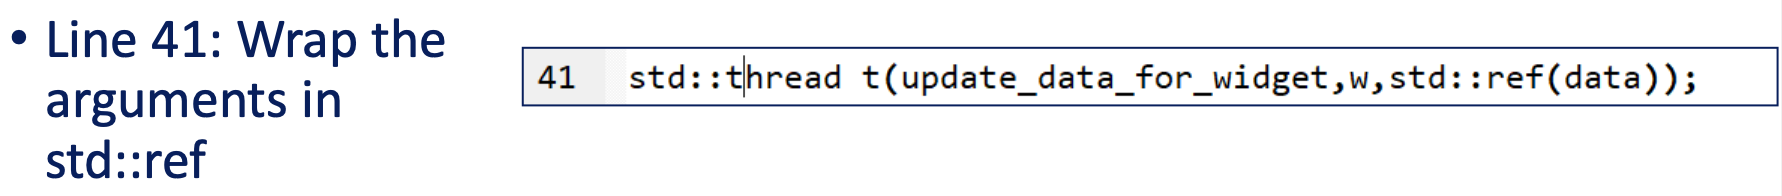 • Line 41: Wrap the
arguments in
std::ref
41 std::thread t(update_data_for_widget,w,std::ref(data));